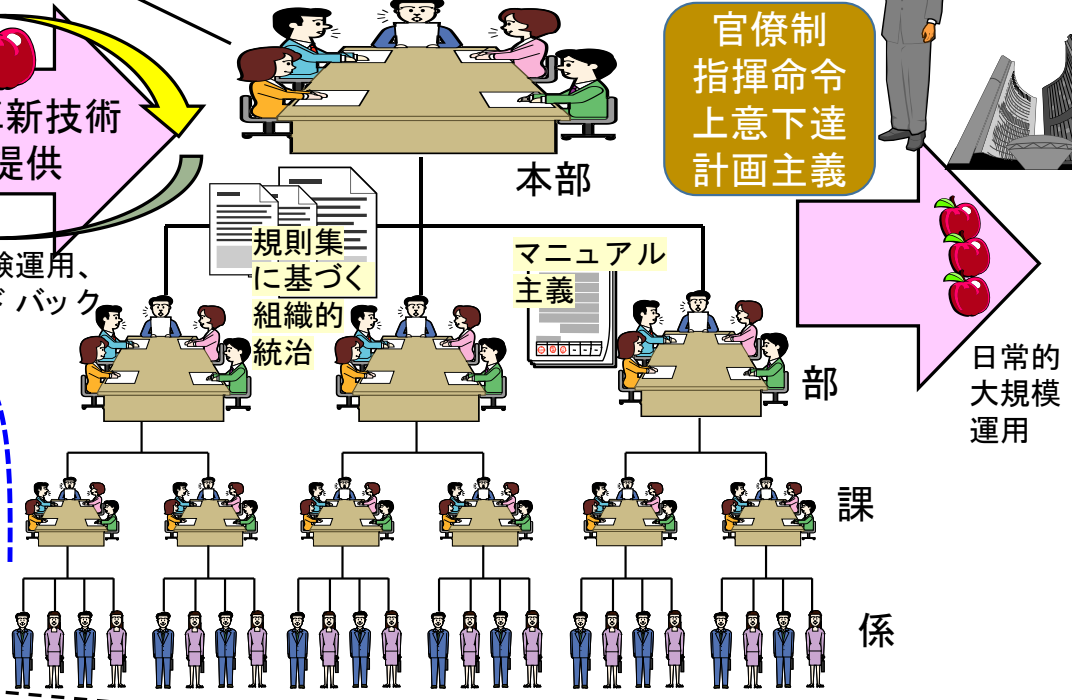 官僚制
指揮命令
上意下達
計画主義
新技術
提供
本部
規則集
に基づく
組織的
統治
マニュアル
主義
験運用、
バック
部
日常的
大規模
運用
課
係